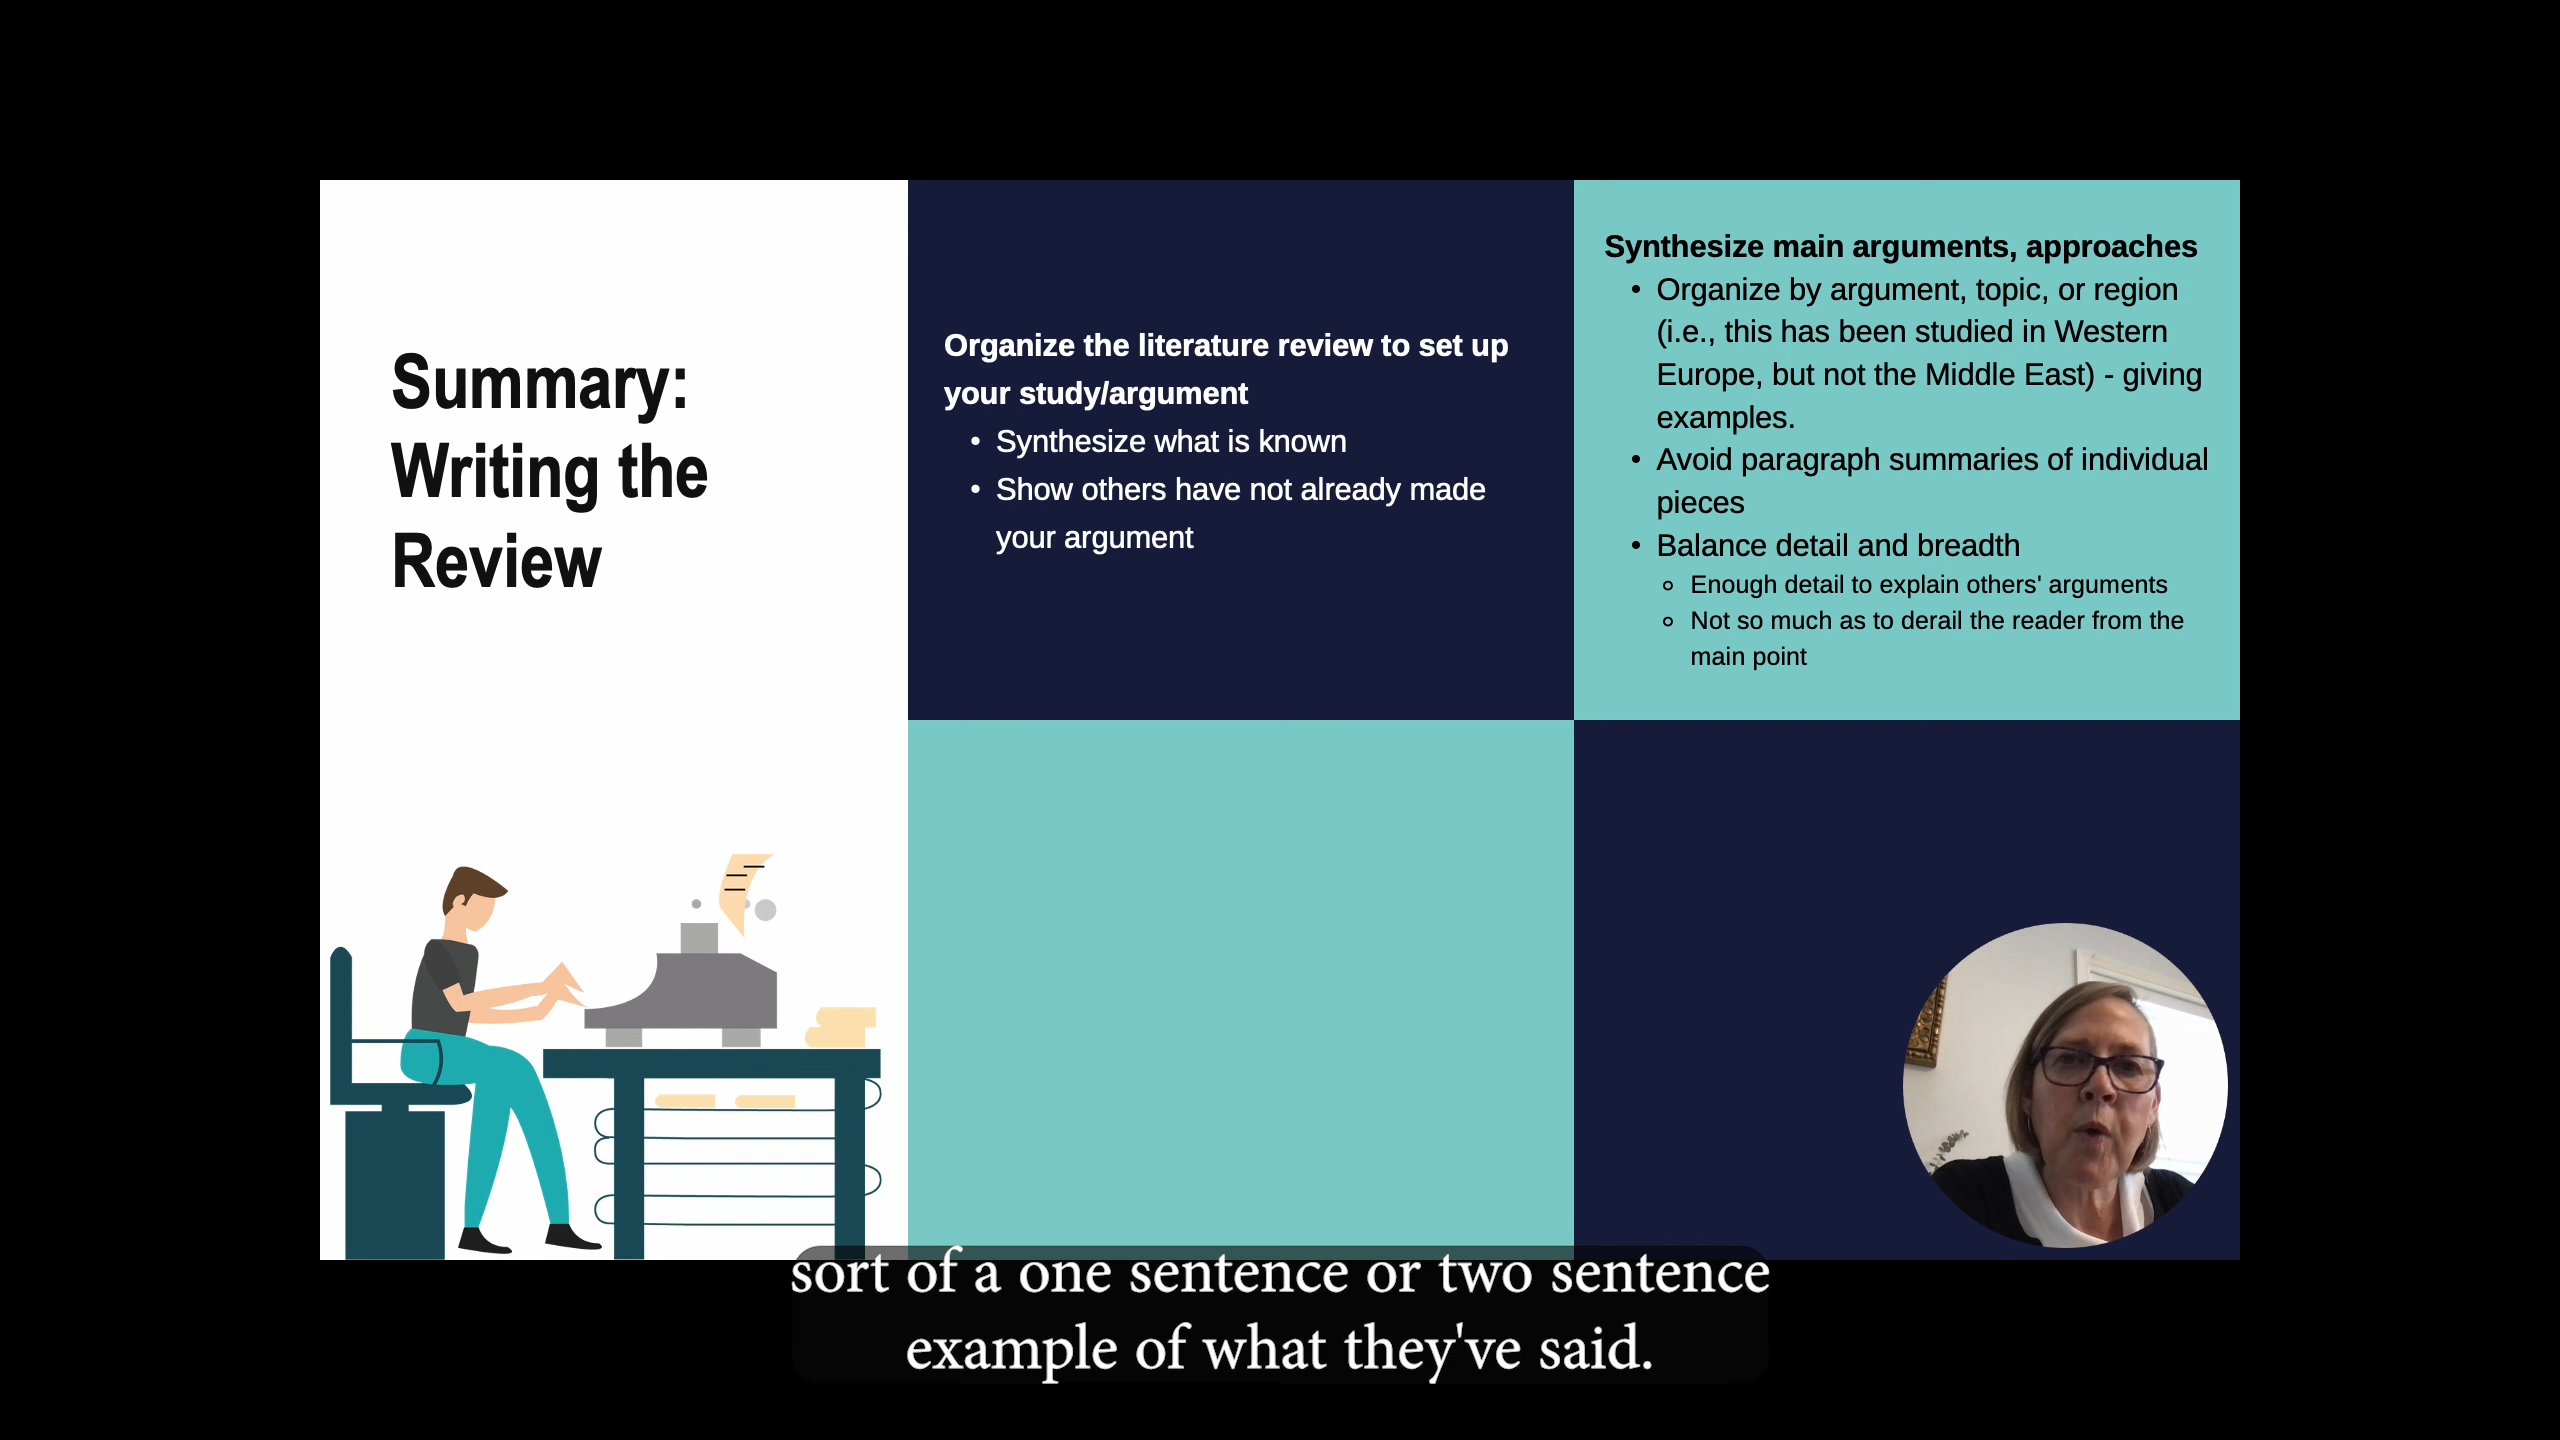 Summary:
Writing the
Review
Organize the literature review to set up
your study/argument
• Synthesize what is known
• Show others have not already made
your argument
Synthesize main arguments, approaches
• Organize by argument, topic, or region
(i.e., this has been studied in Western
Europe, but not the Middle East) - giving
examples.
• Avoid paragraph summaries of individual
pieces
• Balance detail and breadth
○ Enough detail to explain others' arguments
○ Not so much as to derail the reader from the
main point
sort of a one sentence or two sentence
example of what they've said.